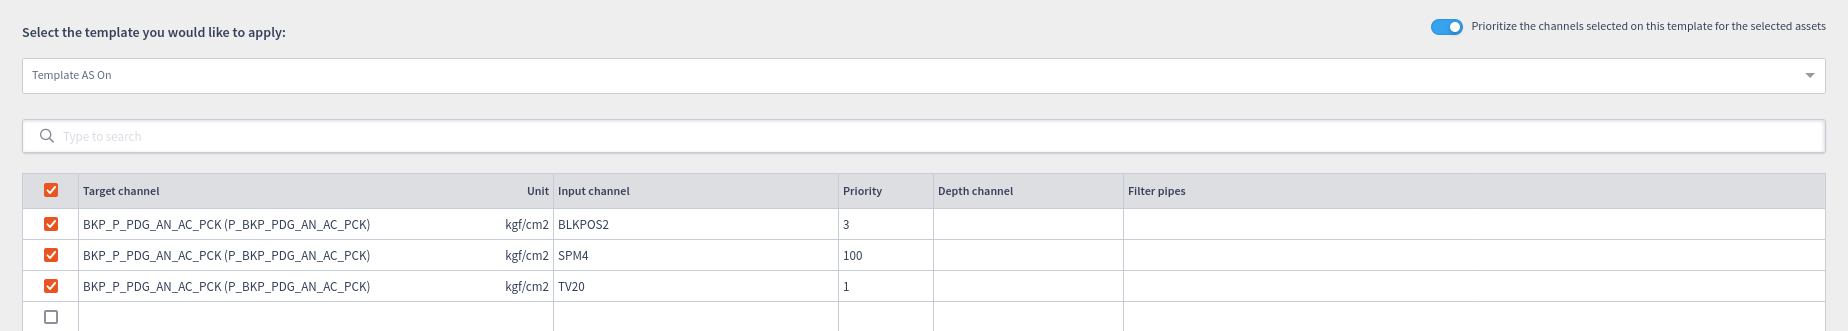 Select the template you would like to apply:
Prioritize the channels selected on this template for the selected assets
Template AS On
Type to search
Target channel Unit Input channel Priority Depth channel Filter pipes
BKP_P_PDG_AN_AC_PCK (P_BKP_PDG_AN_AC_PCK) kgf/cm2 BLKPOS2 3
BKP_P_PDG_AN_AC_PCK (P_BKP_PDG_AN_AC_PCK) kgf/cm2 SPM4 100
BKP_P_PDG_AN_AC_PCK (P_BKP_PDG_AN_AC_PCK) kgf/cm2 TV20 1